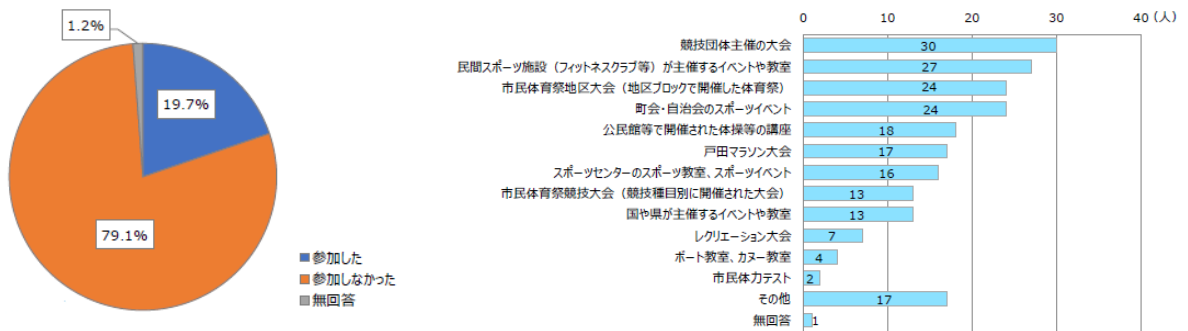 1.2%
19.7%
79.1%
参加した
参加しなかった
無回答
0 10 20 30 40 (人)
競技団体主催の大会 30
民間スポーツ施設（フィットネスクラブ等）が主催するイベントや教室 27
市民体育祭地区大会（地区ブロックで開催した体育祭） 24
町会・自治会のスポーツイベント 24
公民館等で開催された体操等の講座 18
戸田マラソン大会 17
スポーツセンターのスポーツ教室、スポーツイベント 16
市民体育祭競技大会（競技種目別に開催された大会） 13
国や県が主催するイベントや教室 13
レクリエーション大会 7
ボート教室、カヌー教室 4
市民体力テスト 2
その他 17
無回答 1